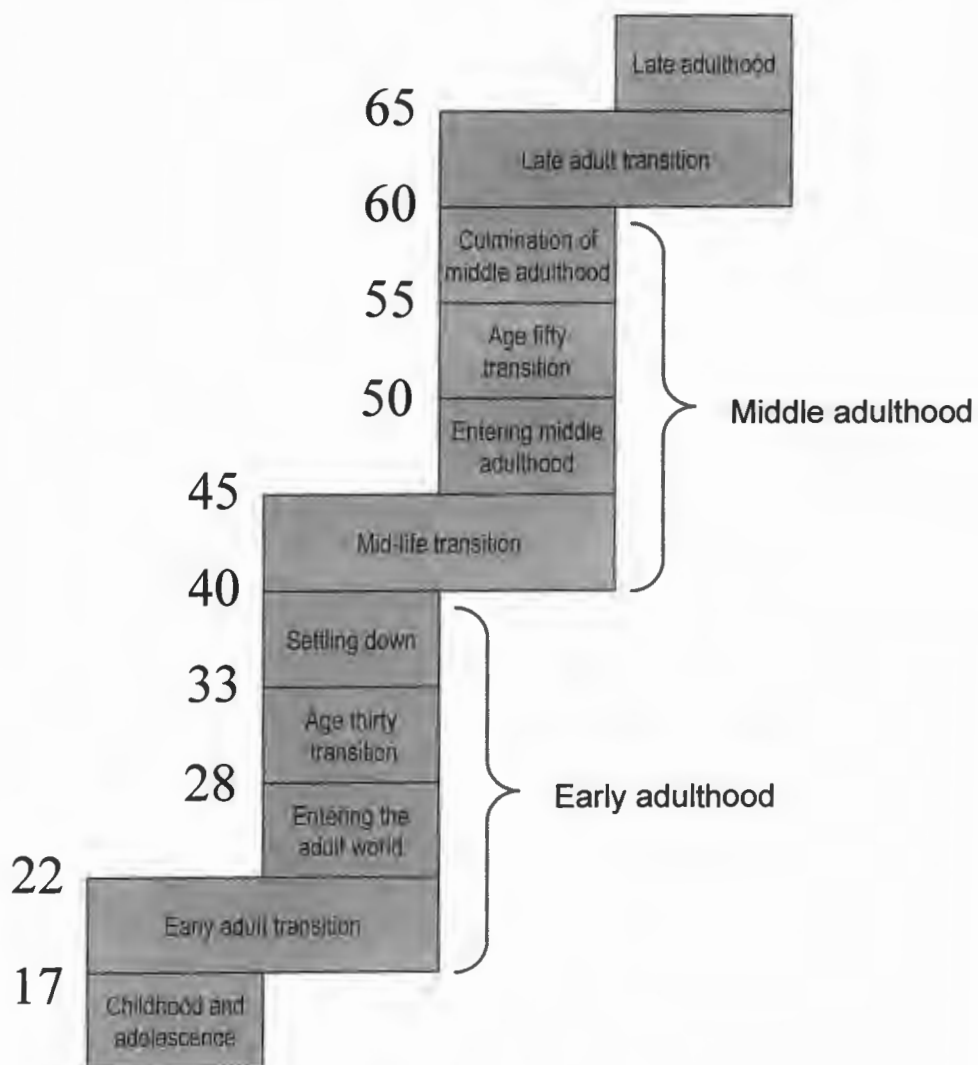 Late adulthood
65
Late adult transition
60
Culmination of
middle adulthood
55
Age fifty
transition
50
Entering middle
adulthood
Middle adulthood
45
Mid-life transition
40
Settling down
33
Age thirty
transition
28
Entering the
adult world
Early adulthood
22
Early adult transition
17
Childhood and
adolescence